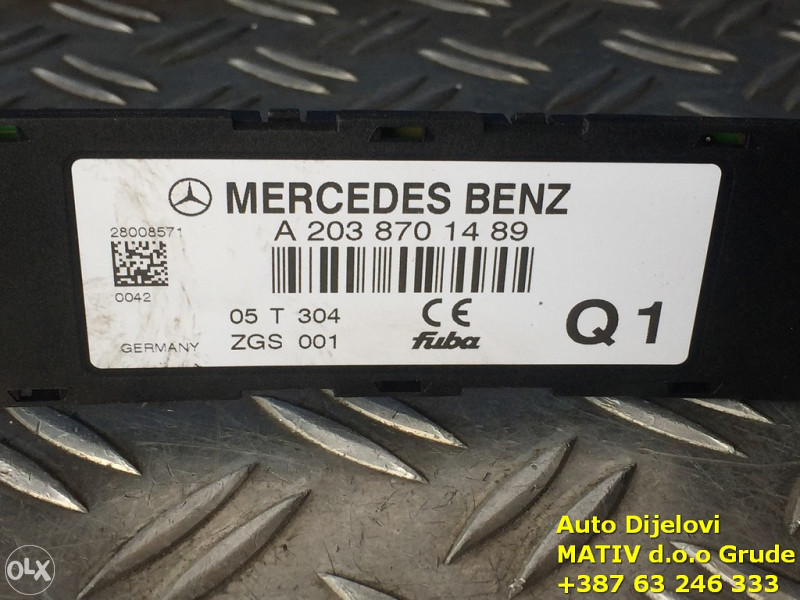 MERCEDES BENZ
A 203 870 14 89
28008571
0042
05 T 304
ZGS 001
GERMANY
CE
fuba
Q 1
Auto Dijelovi
MATIV d.o.o Grude
+387 63 246 333
OLX